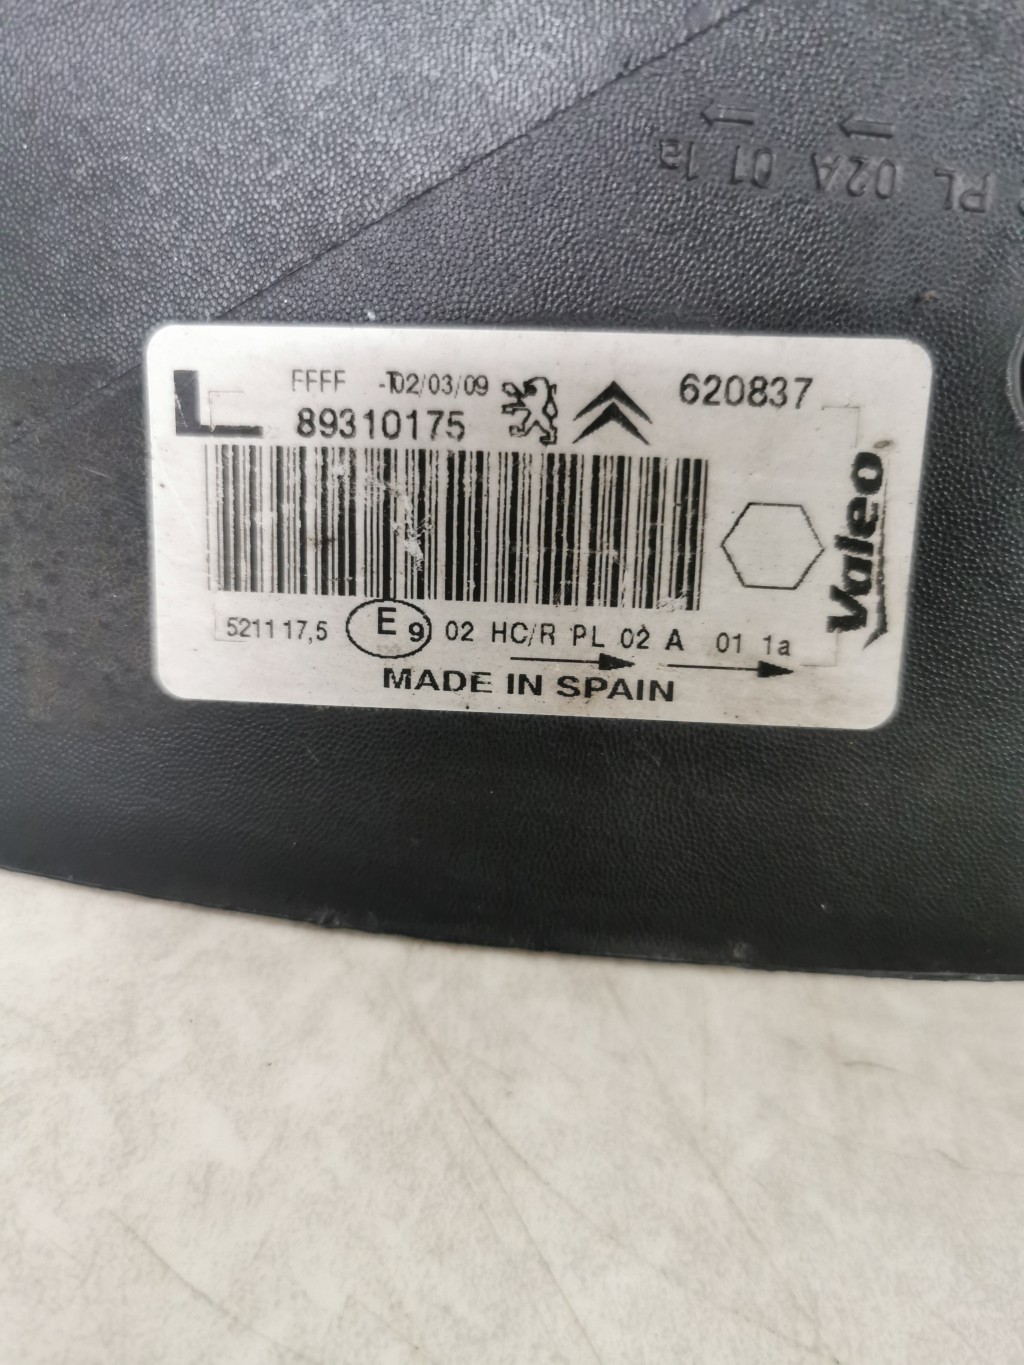 PL 02A 01 1a
L FFFF -T02/03/09 620837
89310175
Valeo
5211 17,5 E9 02 HC/R PL 02 A 01 1a
MADE IN SPAIN